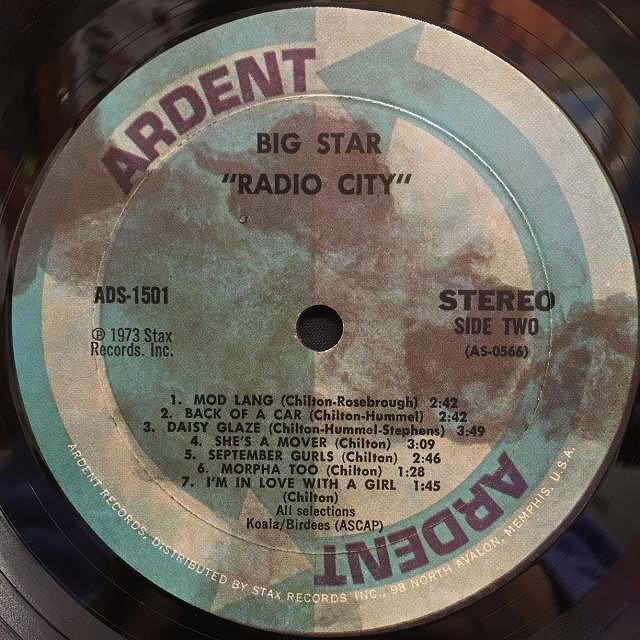 ARDENT
BIG STAR
"RADIO CITY"
ADS-1501
℗ 1973 Stax
Records. Inc.
STEREO
SIDE TWO
(AS-0566)
1. MOD LANG (Chilton-Rosebrough) 2:42
2. BACK OF A CAR (Chilton-Hummel) 2:42
3. DAISY GLAZE (Chilton-Hummel-Stephens) 3:49
4. SHE'S A MOVER (Chilton) 3:09
5. SEPTEMBER GURLS (Chilton) 2:46
6. MORPHA TOO (Chilton) 1:28
7. I'M IN LOVE WITH A GIRL 1:45
(Chilton)
All selections
Koala/Birdees (ASCAP)
ARDENT
ARDENT RECORDS, DISTRIBUTED BY STAX RECORDS INC., 98 NORTH AVALON, MEMPHIS, U.S.A.